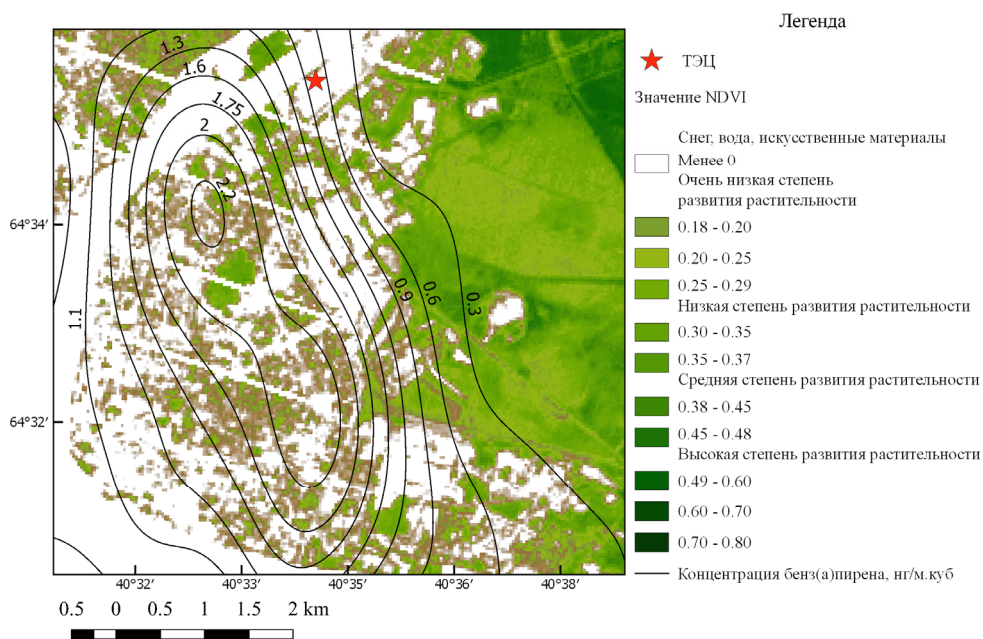 Легенда
ТЭЦ
Значение NDVI
Снег, вода, искусственные материалы
Менее 0
Очень низкая степень
развития растительности
0.18 - 0.20
0.20 - 0.25
0.25 - 0.29
Низкая степень развития растительности
0.30 - 0.35
0.35 - 0.37
Средняя степень развития растительности
0.38 - 0.45
0.45 - 0.48
Высокая степень развития растительности
0.49 - 0.60
0.60 - 0.70
0.70 - 0.80
Концентрация бенз(а)пирена, нг/м.куб
1.3
1.6
1.75
2
2.2
1.1
0.9
0.6
0.3
64°34′
64°32′
40°32 40°33 40°35 40°36 40°38
0.5 0 0.5 1 1.5 2 km